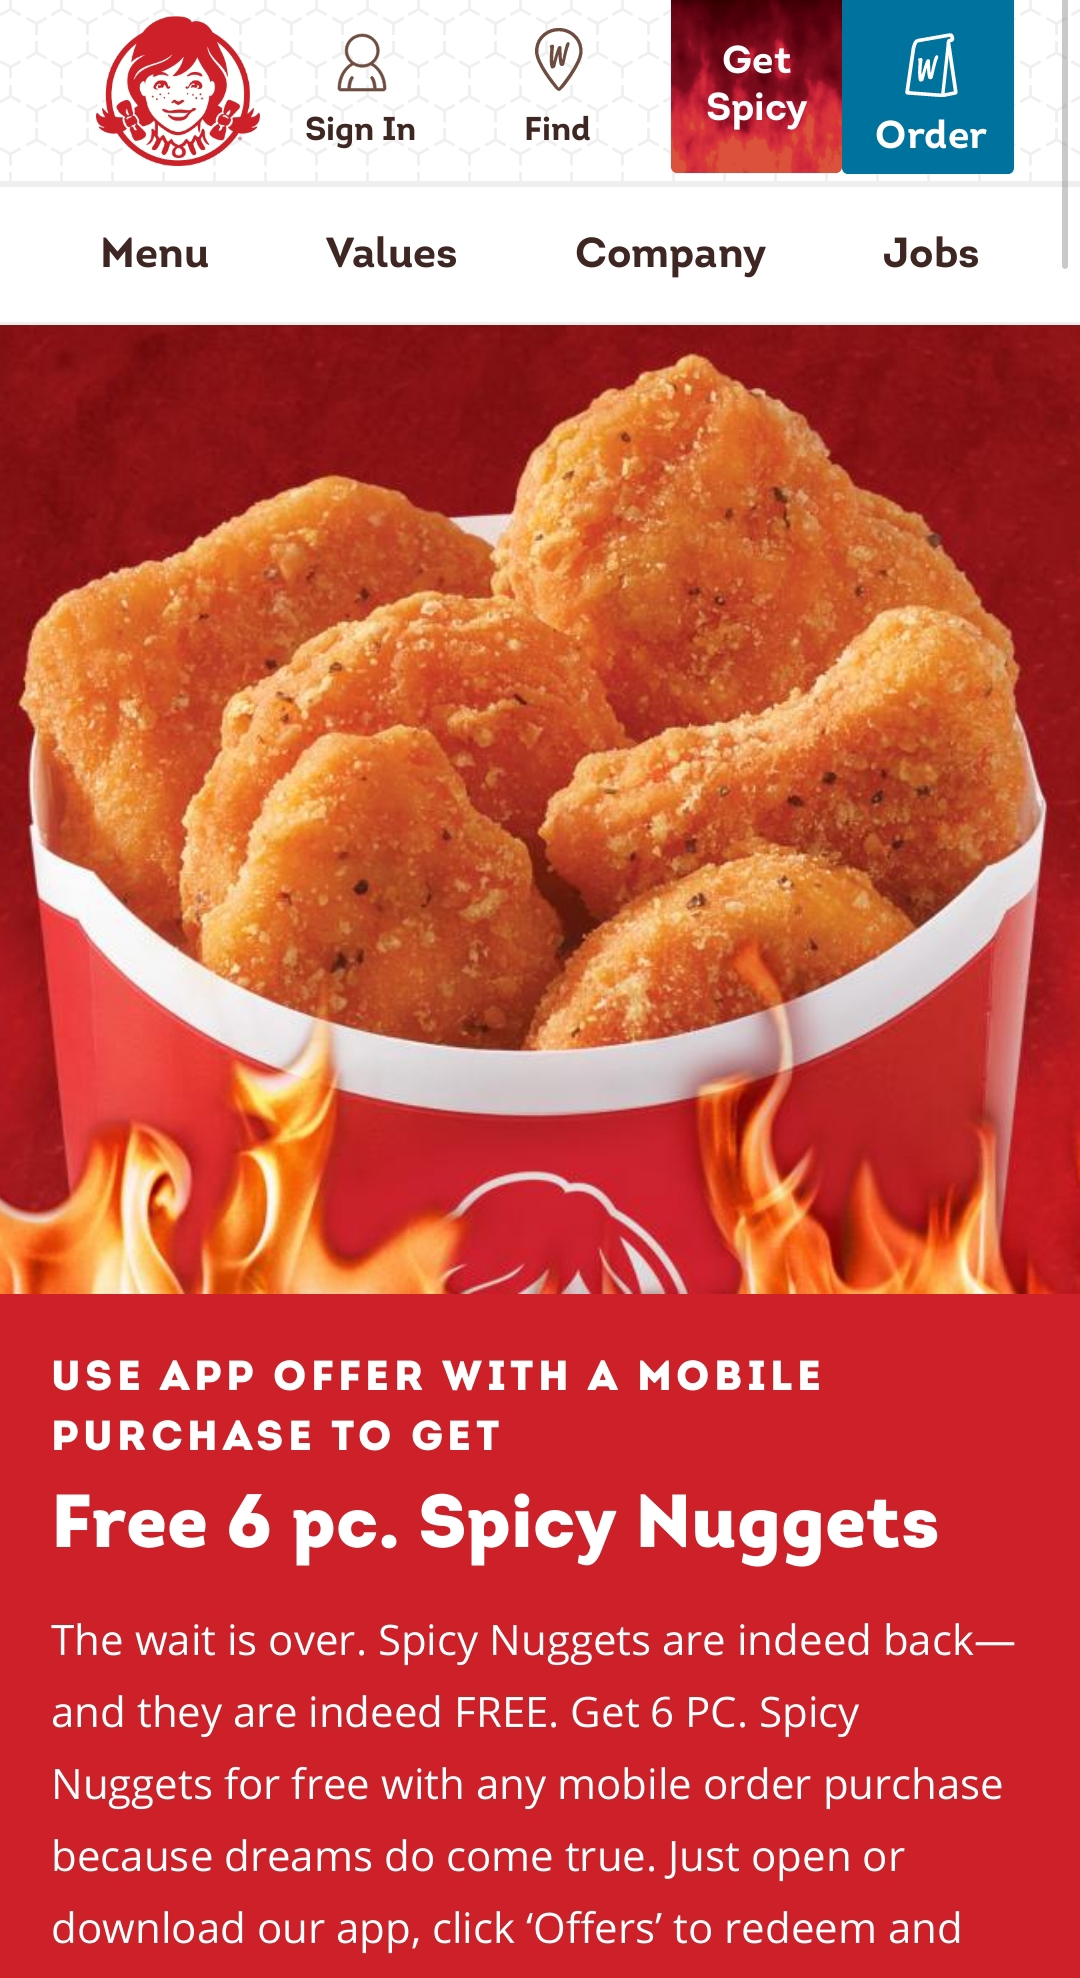 Sign In
Find
Get
Spicy
W
Order
Menu
Values
Company
Jobs
USE APP OFFER WITH A MOBILE
PURCHASE TO GET
Free 6 pc. Spicy Nuggets
The wait is over. Spicy Nuggets are indeed back—
and they are indeed FREE. Get 6 PC. Spicy
Nuggets for free with any mobile order purchase
because dreams do come true. Just open or
download our app, click ‘Offers’ to redeem and